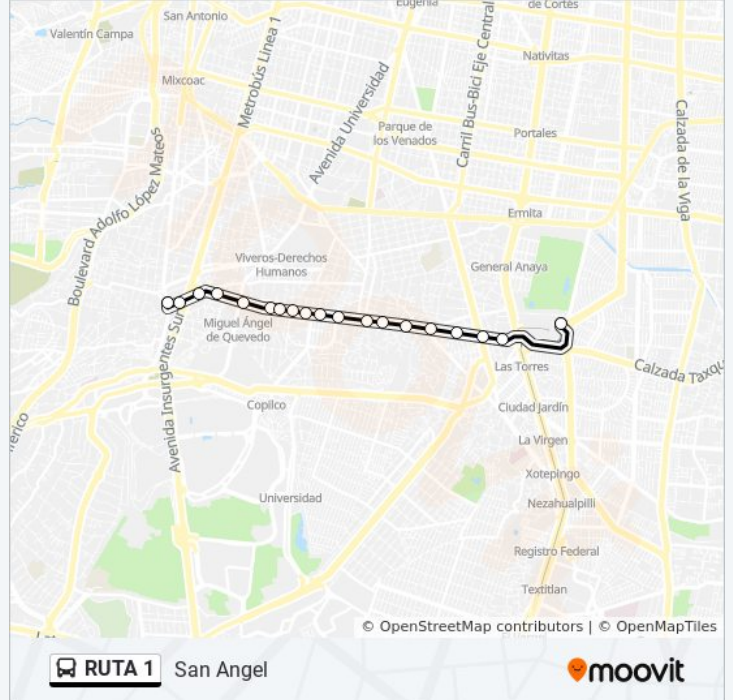 Eugenia
de Cortés
San Antonio
Valentín Campa
Metrobús Linea 1
Nativitas
Mixcoac
Carril Bus-Bici Eje Central
Avenida Universidad
Parque de
los Venados
Portales
Calzada de la Viga
Boulevard Adolfo López Mateos
Ermita
Viveros-Derechos
Humanos
General Anaya
Miguel Ángel
de Quevedo
Avenida Insurgentes Sur
Las Torres
Calzada Taxqu
Copilco
Ciudad Jardín
La Virgen
Xotepingo
Universidad
Nezahualpilli
Registro Federal
Textitlan
© OpenStreetMap contributors | © OpenMapTiles
RUTA 1 San Angel
moovit